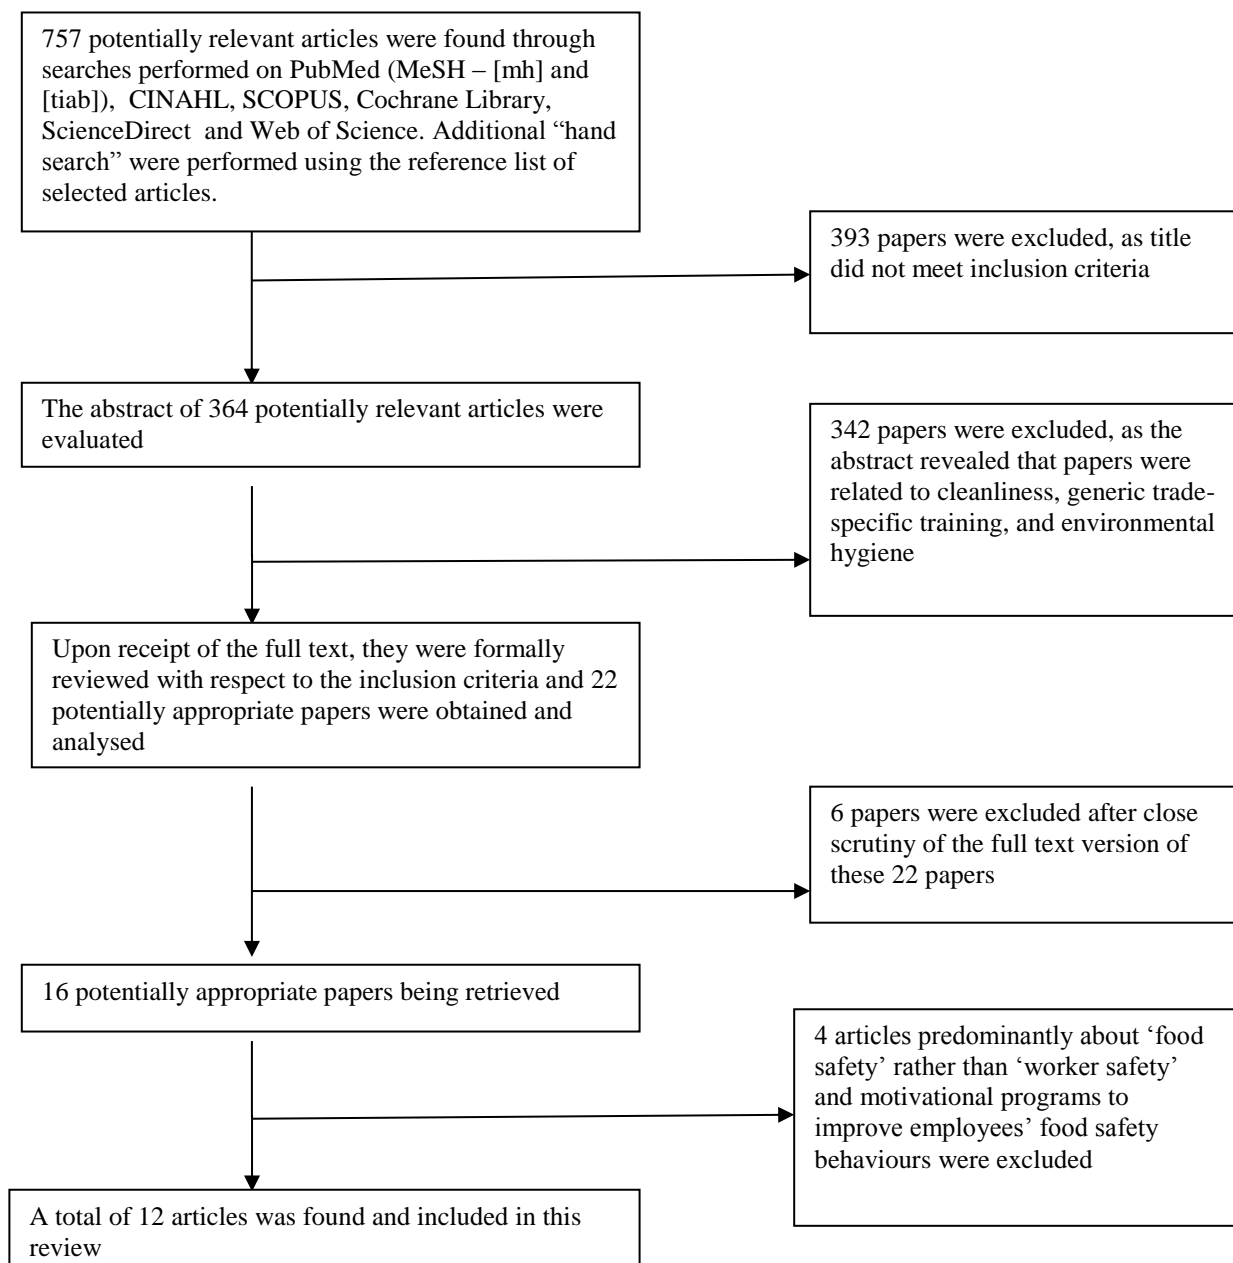 757 potentially relevant articles were found through
searches performed on PubMed (MeSH – [mh] and
[tiab]),  CINAHL, SCOPUS, Cochrane Library,
ScienceDirect  and Web of Science. Additional “hand
search” were performed using the reference list of
selected articles.
393 papers were excluded, as title
did not meet inclusion criteria
The abstract of 364 potentially relevant articles were
evaluated
342 papers were excluded, as the
abstract revealed that papers were
related to cleanliness, generic trade-
specific training, and environmental
hygiene
Upon receipt of the full text, they were formally
reviewed with respect to the inclusion criteria and 22
potentially appropriate papers were obtained and
analysed
6 papers were excluded after close
scrutiny of the full text version of
these 22 papers
16 potentially appropriate papers being retrieved
4 articles predominantly about ‘food
safety’ rather than ‘worker safety’
and motivational programs to
improve employees’ food safety
behaviours were excluded
A total of 12 articles was found and included in this
review